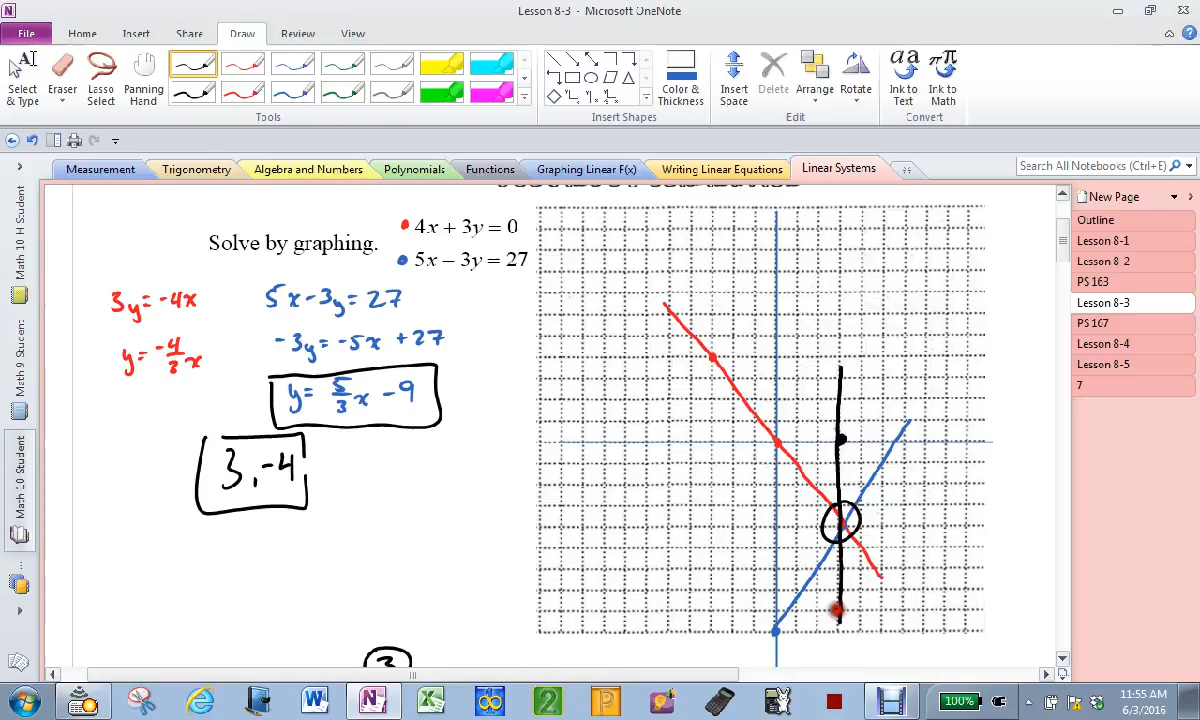 Lesson 8-3 - Microsoft OneNote
File Home Insert Share Draw Review View
Select & Type
Eraser
Lasso Select
Panning Hand
Color & Thickness
Insert Space
Delete
Arrange
Rotate
Ink to Text
Ink to Math
Tools
Insert Shapes
Edit
Convert
Measurement Trigonometry Algebra and Numbers Polynomials Functions Graphing Linear F(x) Writing Linear Equations Linear Systems
Search All Notebooks (Ctrl+E)
New Page
Outline
Lesson 8-1
Lesson 8-2
PS 163
Lesson 8-3
PS 167
Lesson 8-4
Lesson 8-5
7
Math 10 H Student
Math 9 Student
Math 10 Student
Solve by graphing.
4x + 3y = 0
5x - 3y = 27
3y = -4x
y = -4/3 x
5x - 3y = 27
-3y = -5x + 27
y = 5/3 x - 9
3, -4
3
100%
11:55 AM
6/3/2016